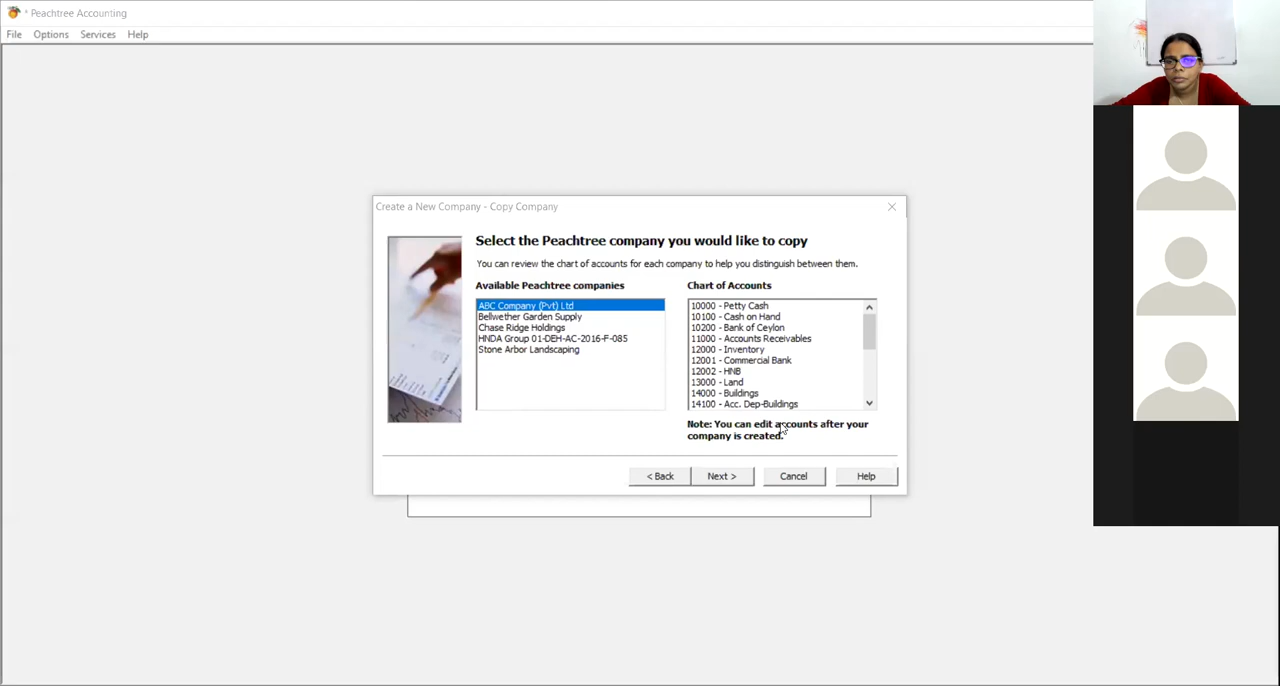 * Peachtree Accounting
File Options Services Help
Create a New Company - Copy Company
Select the Peachtree company you would like to copy
You can review the chart of accounts for each company to help you distinguish between them.
Available Peachtree companies
ABC Company (Pvt) Ltd
Bellwether Garden Supply
Chase Ridge Holdings
HNDA Group 01-DEH-AC-2016-F-085
Stone Arbor Landscaping
Chart of Accounts
10000 - Petty Cash
10100 - Cash on Hand
10200 - Bank of Ceylon
11000 - Accounts Receivables
12000 - Inventory
12001 - Commercial Bank
12002 - HNB
13000 - Land
14000 - Buildings
14100 - Acc. Dep-Buildings
Note: You can edit accounts after your
company is created.
< Back Next > Cancel Help